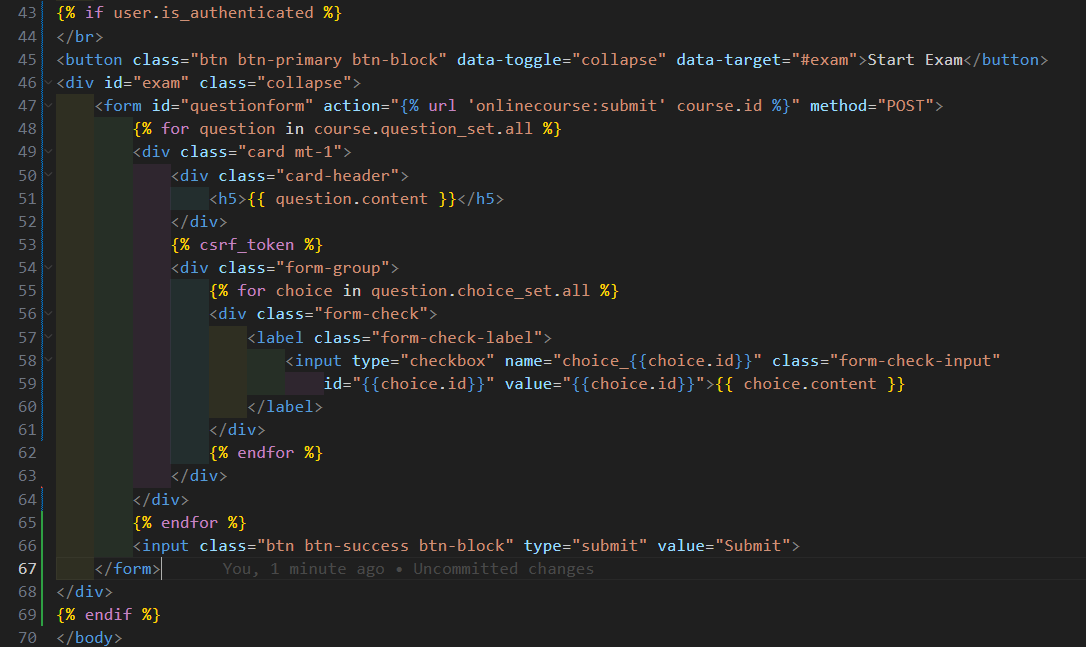 43 {% if user.is_authenticated %}
44 </br>
45 <button class="btn btn-primary btn-block" data-toggle="collapse" data-target="#exam">Start Exam</button>
46 <div id="exam" class="collapse">
47 <form id="questionform" action="{% url 'onlinecourse:submit' course.id %}" method="POST">
48 {% for question in course.question_set.all %}
49 <div class="card mt-1">
50 <div class="card-header">
51 <h5>{{ question.content }}</h5>
52 </div>
53 {% csrf_token %}
54 <div class="form-group">
55 {% for choice in question.choice_set.all %}
56 <div class="form-check">
57 <label class="form-check-label">
58 <input type="checkbox" name="choice_{{choice.id}}" class="form-check-input"
59 id="{{choice.id}}" value="{{choice.id}}">{{ choice.content }}
60 </label>
61 </div>
62 {% endfor %}
63 </div>
64 </div>
65 {% endfor %}
66 <input class="btn btn-success btn-block" type="submit" value="Submit">
67 </form> You, 1 minute ago • Uncommitted changes
68 </div>
69 {% endif %}
70 </body>